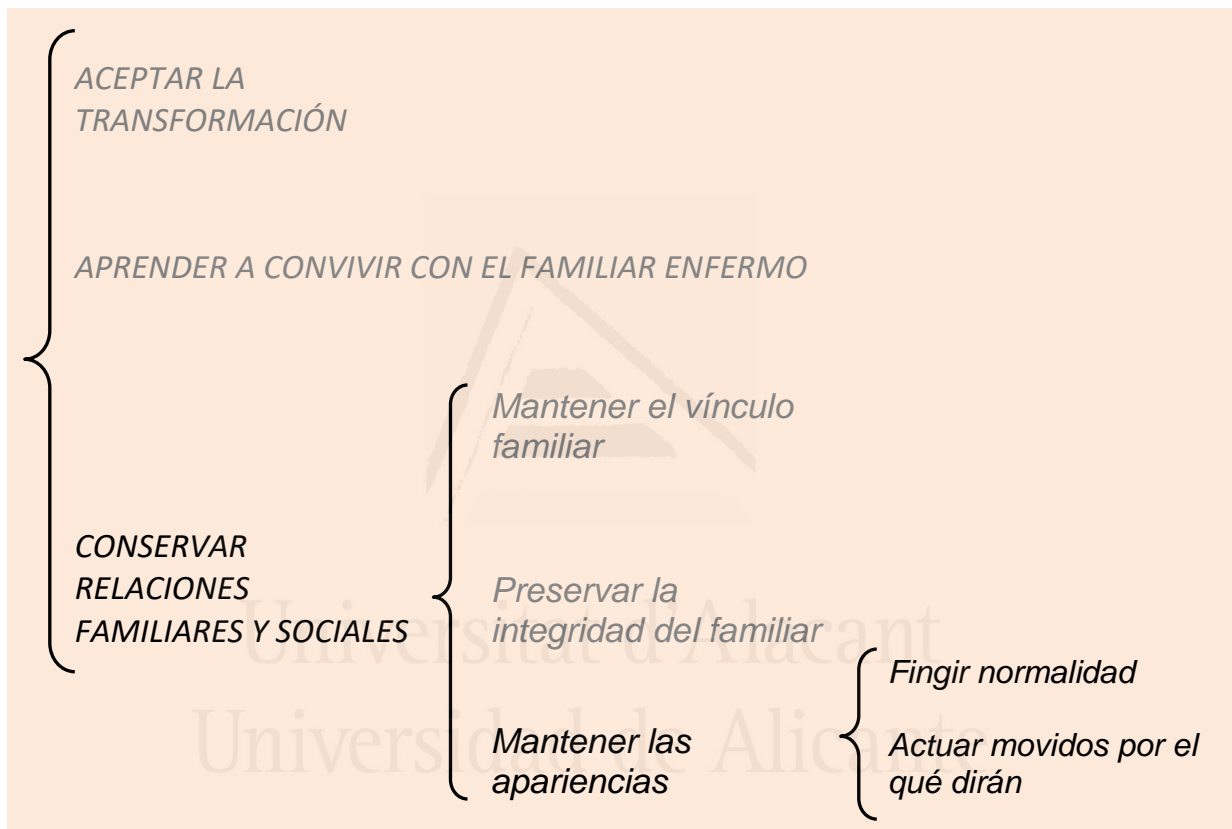 ACEPTAR LA
TRANSFORMACIÓN
APRENDER A CONVIVIR CON EL FAMILIAR ENFERMO
Mantener el vínculo
familiar
CONSERVAR
RELACIONES
FAMILIARES Y SOCIALES
Preservar la
integridad del familiar
Fingir normalidad
Mantener las
apariencias
Actuar movidos por el
qué dirán
Universitat d'Alacant
Universidad de Alicante